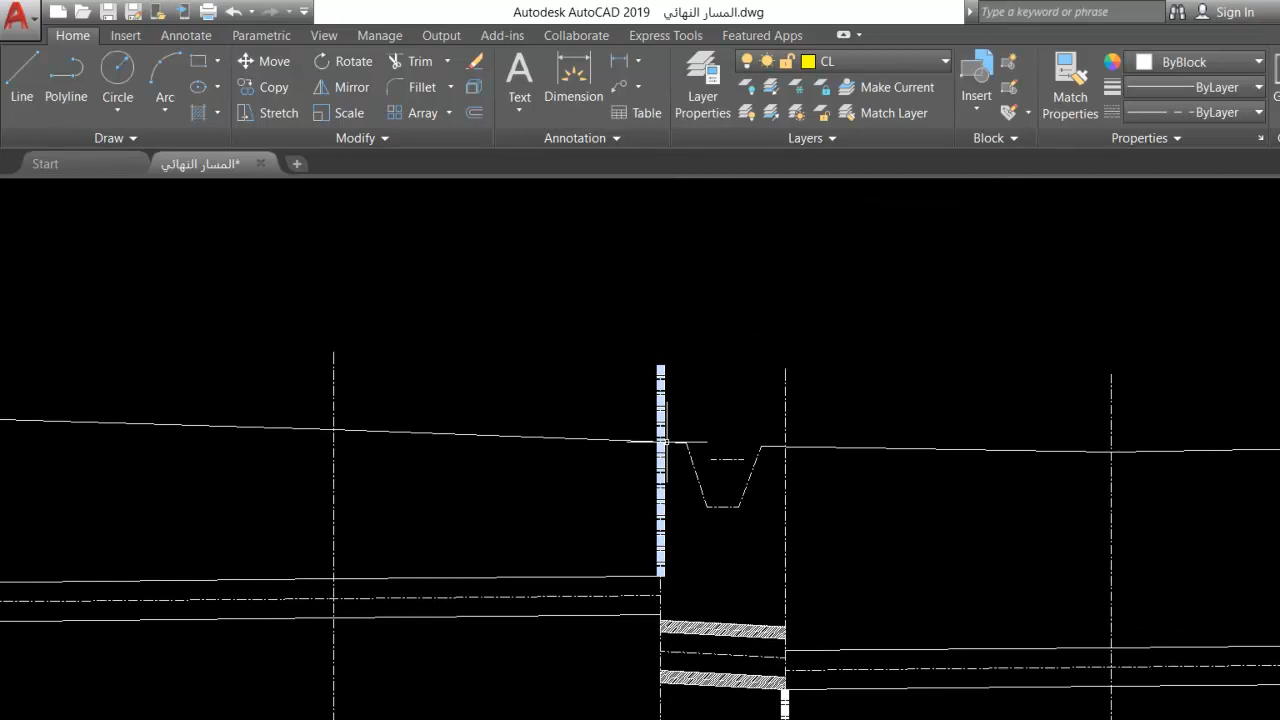 Autodesk AutoCAD 2019 المسار النهائي.dwg
Type a keyword or phrase
Sign In
Home Insert Annotate Parametric View Manage Output Add-ins Collaborate Express Tools Featured Apps
Line
Polyline
Circle
Arc
Move
Rotate
Trim
Copy
Mirror
Fillet
Stretch
Scale
Array
Text
Dimension
Table
Layer
Properties
CL
Make Current
Match Layer
Insert
Match
Properties
ByBlock
ByLayer
ByLayer
Draw
Modify
Annotation
Layers
Block
Properties
Start
المسار النهائي*